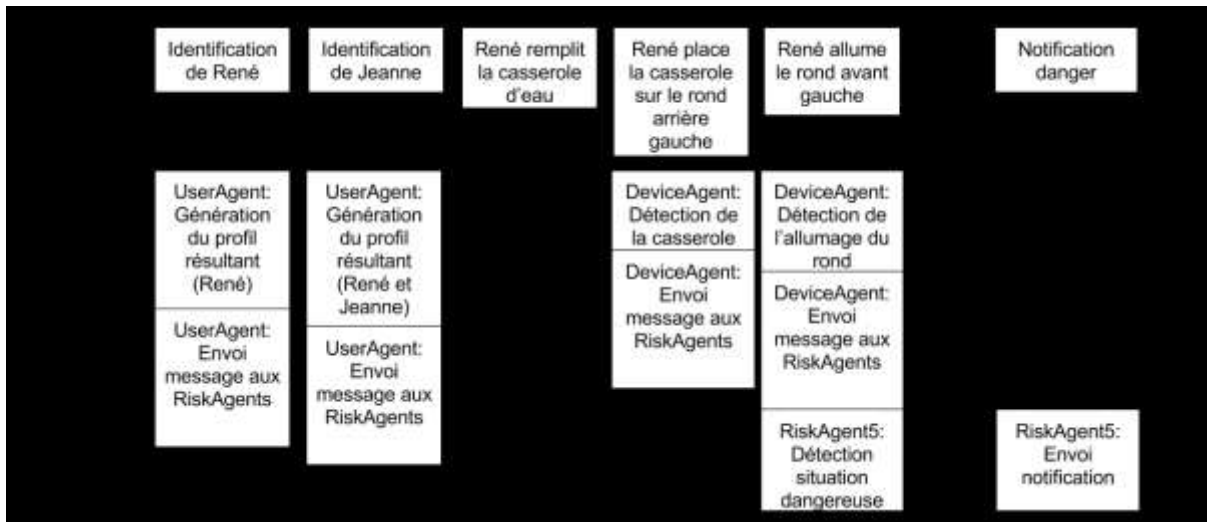 Identification
de René
Identification
de Jeanne
René remplit
la casserole
d'eau
René place
la casserole
sur le rond
arrière
gauche
René allume
le rond avant
gauche
Notification
danger
UserAgent:
Génération
du profil
résultant
(René)
UserAgent:
Envoi
message aux
RiskAgents
UserAgent:
Génération
du profil
résultant
(René et
Jeanne)
UserAgent:
Envoi
message aux
RiskAgents
DeviceAgent:
Détection de
la casserole
DeviceAgent:
Envoi
message aux
RiskAgents
DeviceAgent:
Détection de
l'allumage du
rond
DeviceAgent:
Envoi
message aux
RiskAgents
RiskAgent5:
Détection
situation
dangereuse
RiskAgent5:
Envoi
notification